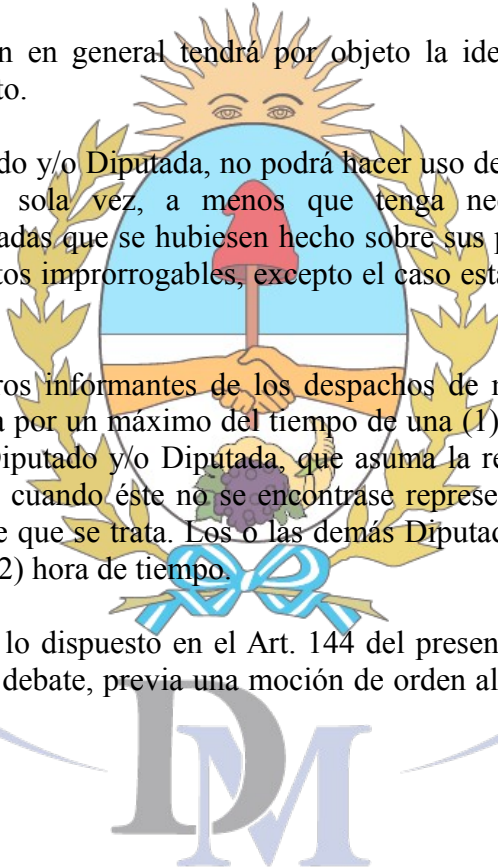 n en general tendrá por objeto la ide
to.
do y/o Diputada, no podrá hacer uso de
sola vez, a menos que tenga nec
adas que se hubiesen hecho sobre sus p
tos improrrogables, excepto el caso esta
ros informantes de los despachos de
a por un máximo del tiempo de una (1)
Diputado y/o Diputada, que asuma la re
cuando éste no se encontrase represe
e que se trata. Los o las demás Diputad
2) hora de tiempo.
lo dispuesto en el Art. 144 del presen
debate, previa una moción de orden al
DM